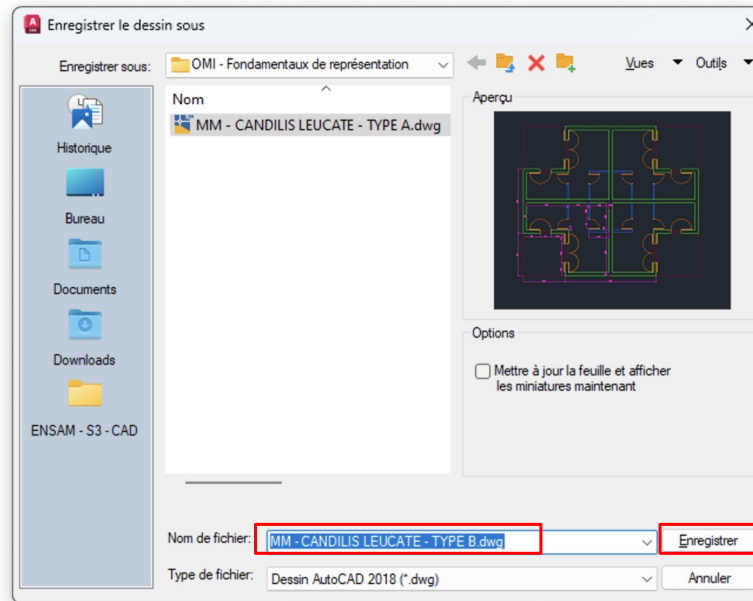 Enregistrer le dessin sous
Enregistrer sous:
OMI - Fondamentaux de représentation
Vues
Outils
Historique
Bureau
Documents
Downloads
ENSAM - S3 - CAD
Nom
MM - CANDILIS LEUCATE - TYPE A.dwg
Aperçu
Options
Mettre à jour la feuille et afficher
les miniatures maintenant
Nom de fichier:
MM - CANDILIS LEUCATE - TYPE B.dwg
Enregistrer
Type de fichier:
Dessin AutoCAD 2018 (*.dwg)
Annuler